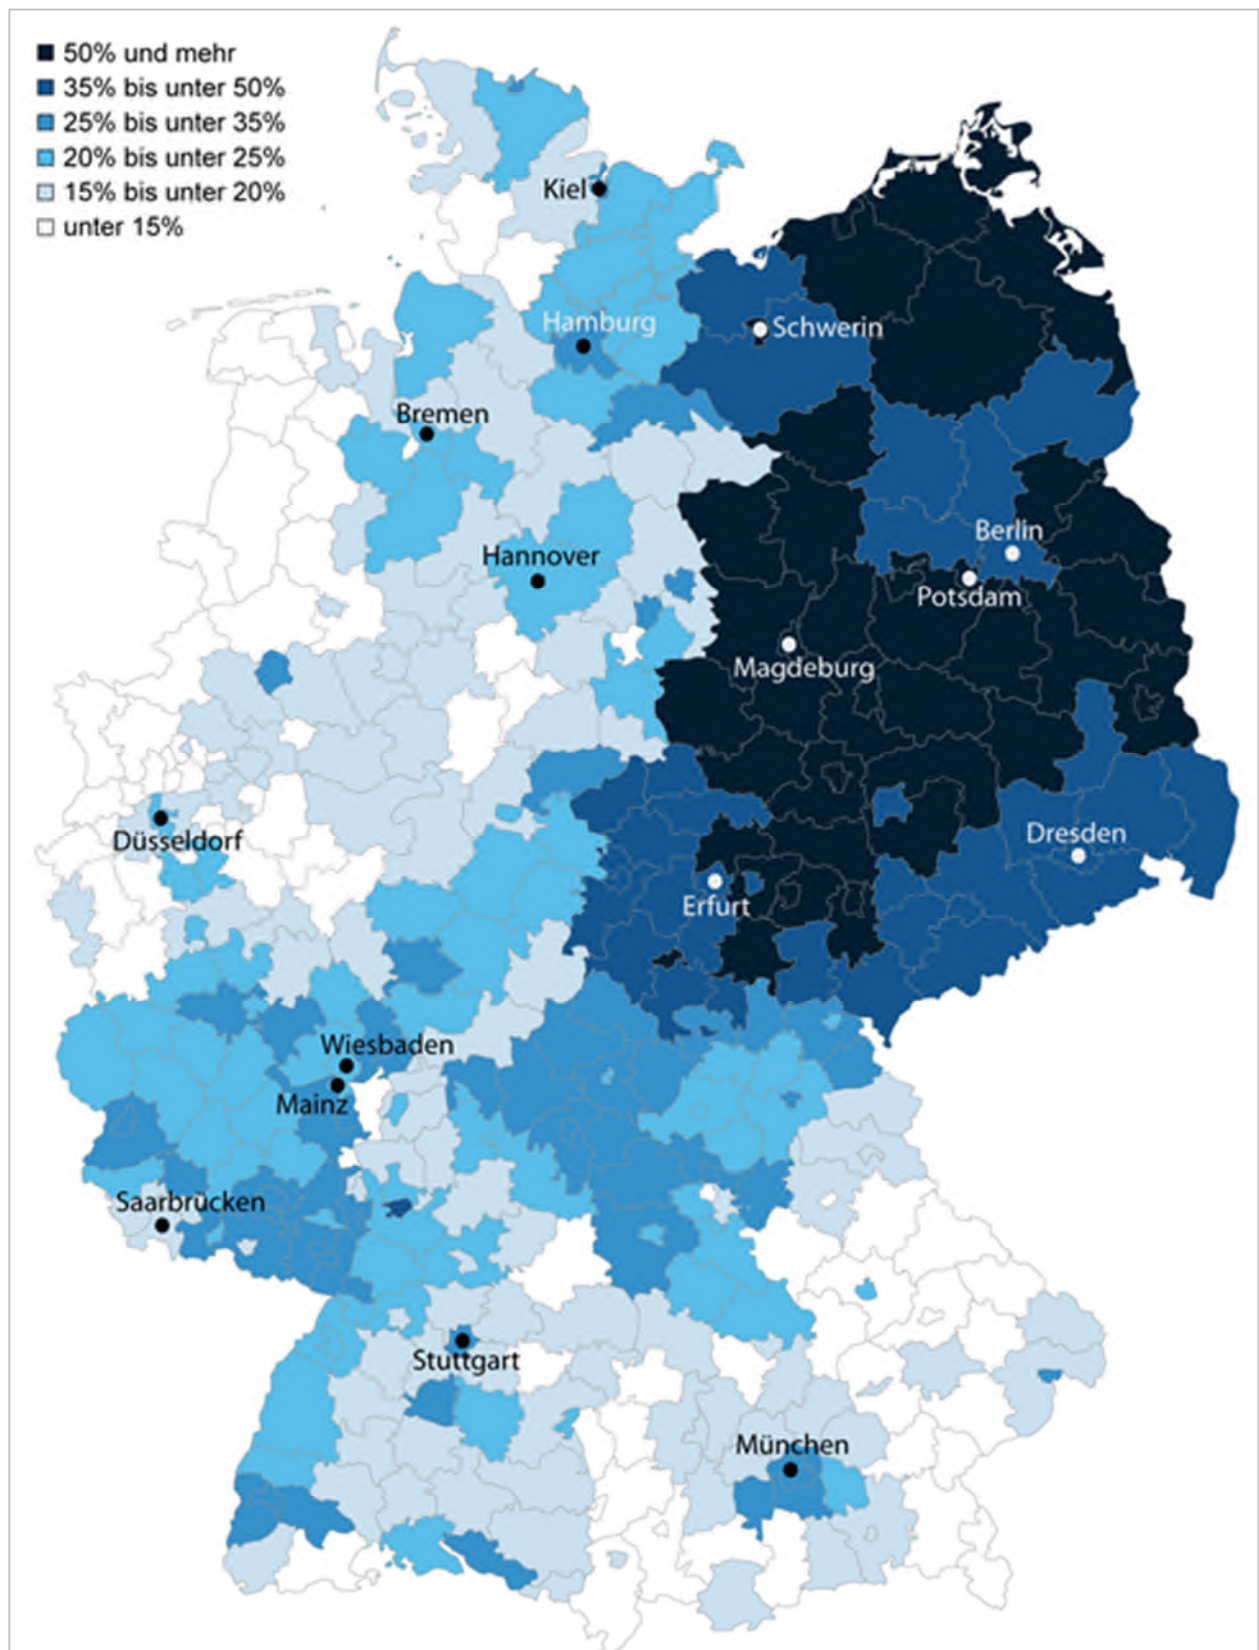 50% und mehr
35% bis unter 50%
25% bis unter 35%
20% bis unter 25%
15% bis unter 20%
unter 15%
Kiel
Hamburg
Schwerin
Bremen
Berlin
Hannover
Potsdam
Magdeburg
Düsseldorf
Dresden
Erfurt
Wiesbaden
Mainz
Saarbrücken
Stuttgart
München